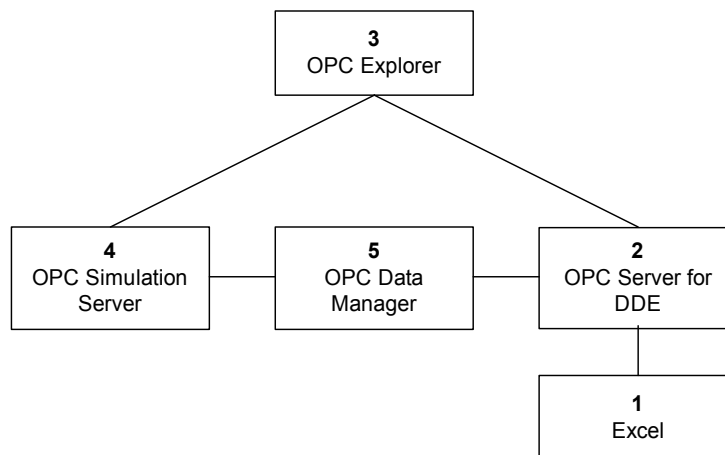 3
OPC Explorer
4
OPC Simulation
Server
5
OPC Data
Manager
2
OPC Server for
DDE
1
Excel